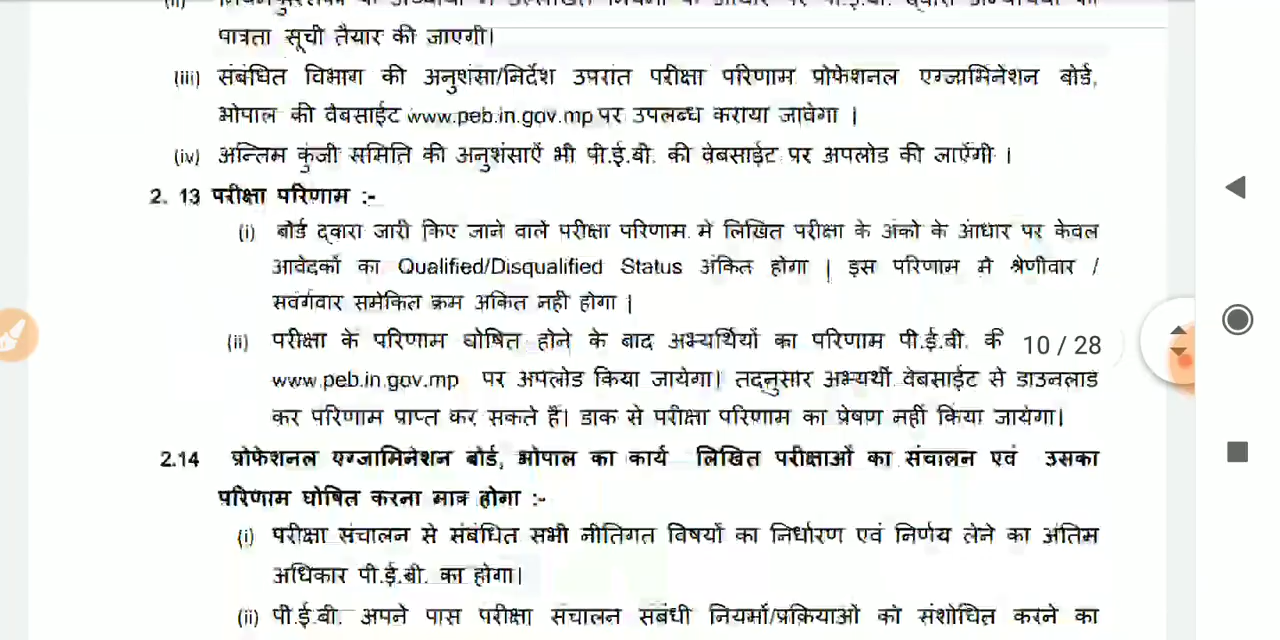 पात्रता सूची तैयार की जाएगी।
(iii) संबंधित विभाग की अनुशंसा/निर्देश उपरांत परीक्षा परिणाम प्रोफेशनल एग्जामिनेशन बोर्ड,
भोपाल की वेबसाईट www.peb.in.gov.mp पर उपलब्ध कराया जावेगा |
(iv) अन्तिम कुंजी समिति की अनुशंसाऐं भी पी.ई.बी. की वेबसाईट पर अपलोड की जाऐंगी ।
2. 13 परीक्षा परिणाम :-
(i) बोर्ड द्वारा जारी किए जाने वाले परीक्षा परिणाम में लिखित परीक्षा के अंको के आंधार पर केवल
आवेदकों का Qualified/Disqualified Status अंकित होगा | इस परिणाम मे श्रेणीवार /
सवंर्गवार समेकित क्रम अंकित नही होगा |
(ii) परीक्षा के परिणाम घोषित होने के बाद अभ्यर्थियों का परिणाम पी.ई.बी. की
10 / 28
www.peb.in.gov.mp पर अपलोड किया जायेगा। तद्नुसार अभ्यर्थी वेबसाईट से डाउनलाड
कर परिणाम प्राप्त कर सकते हैं। डाक से परीक्षा परिणाम का प्रेषण नहीं किया जायेगा।
2.14 प्रोफेशनल एग्जामिनेशन बोर्ड, भोपाल का कार्य लिखित परीक्षाओं का संचालन एवं उसका
परिणाम घोषित करना मात्र होगा :-
(i) परीक्षा संचालन से संबंधित सभी नीतिगत विषयों का निर्धारण एवं निर्णय लेने का अंतिम
अधिकार पी.ई.बी. का होगा।
(ii) पी.ई.बी. अपने पास परीक्षा संचालन संबंधी नियमों/प्रकियाओं को संशोधित करने का